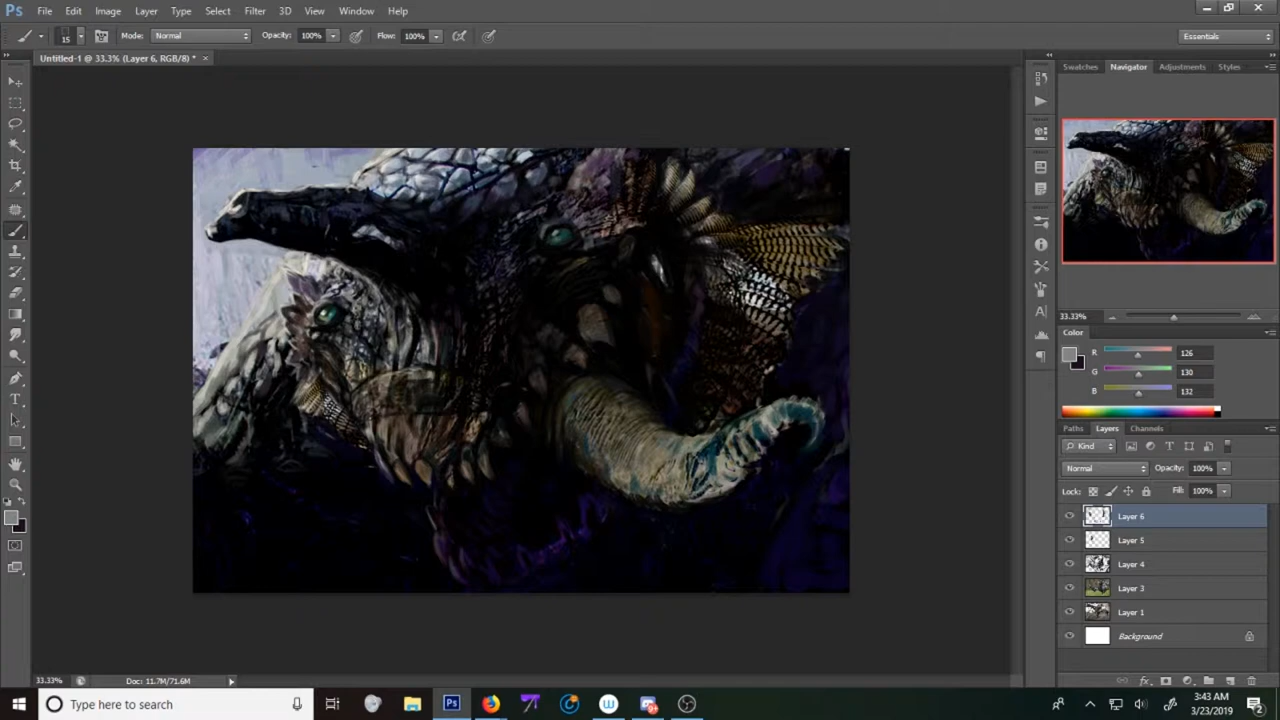 Ps File Edit Image Layer Type Select Filter 3D View Window Help
15 Mode: Normal Opacity: 100% Flow: 100% Essentials
Untitled-1 @ 33.3% (Layer 6, RGB/8) * ×
Swatches Navigator Adjustments Styles
33.33%
Color
R 126
G 130
B 132
Paths Layers Channels
Kind
Normal Opacity: 100%
Lock: Fill: 100%
Layer 6
Layer 5
Layer 4
Layer 3
Layer 1
Background
33.33% Doc: 11.7M/71.6M
Type here to search
3:43 AM
3/23/2019